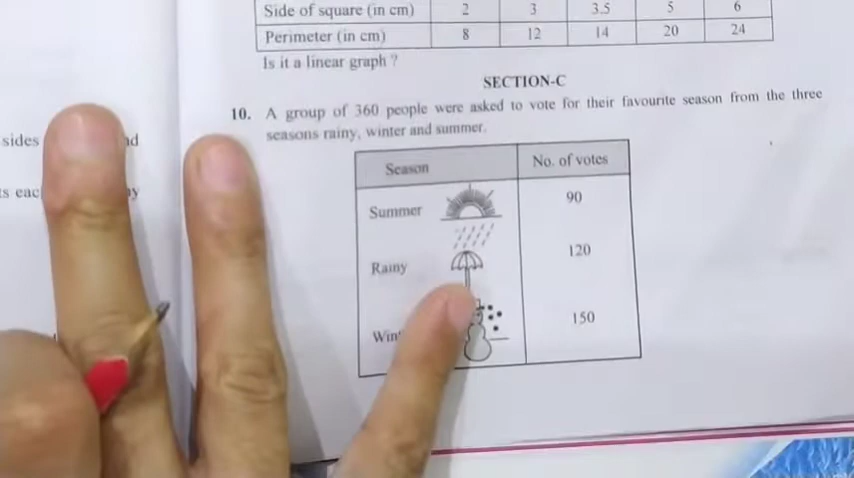 Side of square (in cm) 2 3 3.5 5 6
Perimeter (in cm) 8 12 14 20 24
Is it a linear graph ?
SECTION-C
10. A group of 360 people were asked to vote for their favourite season from the three
seasons rainy, winter and summer.
sides
Season No. of votes
Summer 90
Rainy 120
150